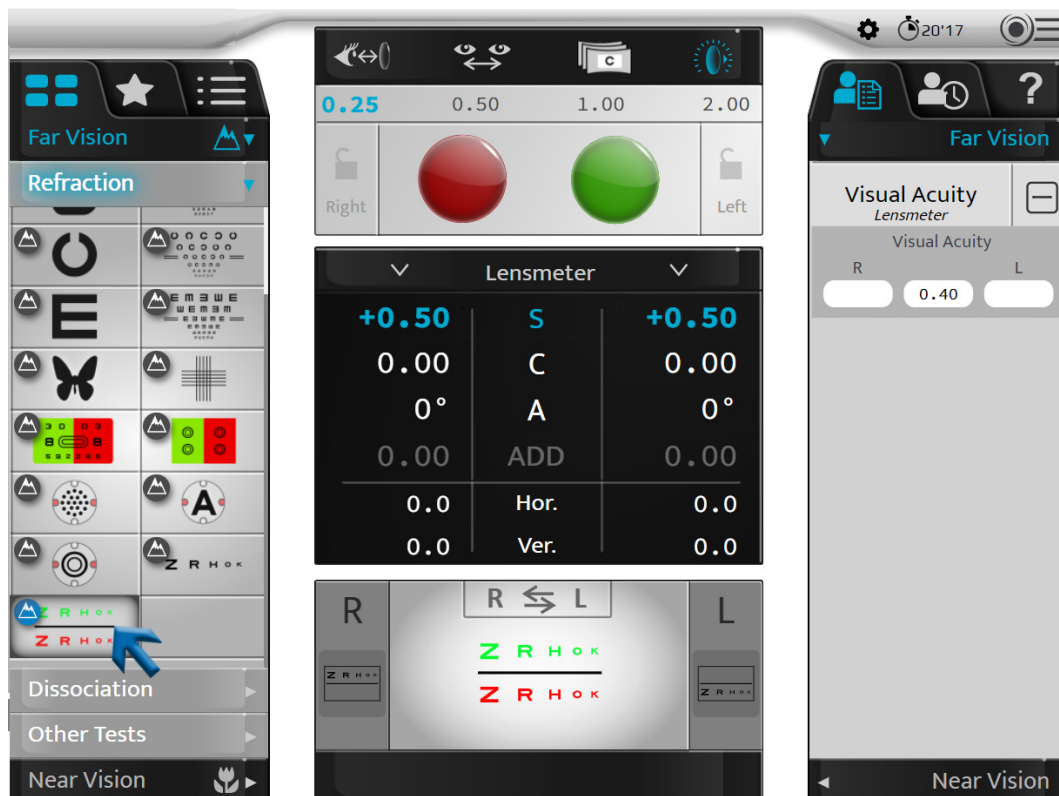 20'17
C
Far Vision
?
Far Vision
0.25 0.50 1.00 2.00
Refraction
Right
Left
Visual Acuity
Lensmeter
Visual Acuity
R L
0.40
Lensmeter
+0.50 S +0.50
0.00 C 0.00
0° A 0°
0.00 ADD 0.00
0.0 Hor. 0.0
0.0 Ver. 0.0
E
E M
A
Z R H O K
Z R H O K
Z R H O K
R
R L
L
Z R H O K
Z R H O K
Z R H O K
Z R H O K
Dissociation
Other Tests
Near Vision
Near Vision